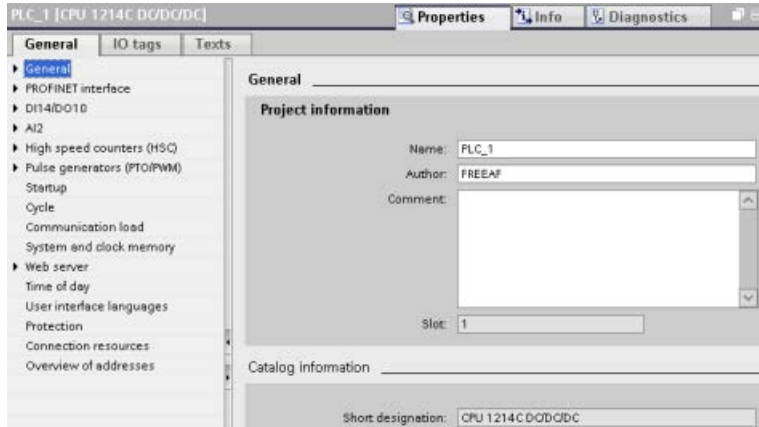 PLC_1 [CPU 1214C DC/DC/DC]
Properties
Info
Diagnostics
General
IO tags
Texts
General
PROFINET interface
DI14/DO10
AI2
High speed counters (HSC)
Pulse generators (PTO/PWM)
Startup
Cycle
Communication load
System and clock memory
Web server
Time of day
User interface languages
Protection
Connection resources
Overview of addresses
General
Project information
Name: PLC_1
Author: FREEAF
Comment:
Slot: 1
Catalog information
Short designation: CPU 1214C DC/DC/DC